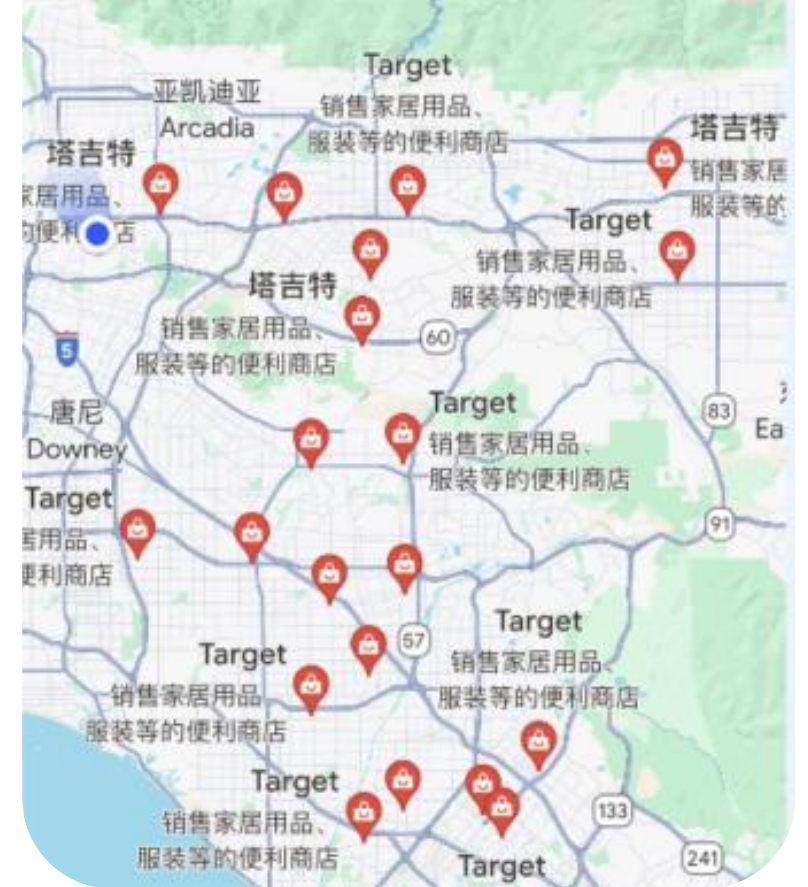 Target
销售家居用品、
服装等的便利商店
亚凯迪亚
Arcadia
塔吉特
家居用品、
的便利店
塔吉特
销售家居
服装等的
Target
销售家居用品、
服装等的便利商店
塔吉特
销售家居用品、
服装等的便利商店
60
5
Target
销售家居用品、
服装等的便利商店
83
Ea
唐尼
Downey
Target
居用品、
便利商店
91
57
Target
销售家居用品、
服装等的便利商店
Target
销售家居用品
服装等的便利商店
Target
销售家居用品、
服装等的便利商店
133
241
Target